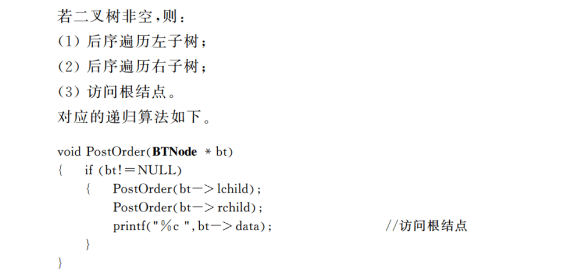 若二叉树非空,则:
(1) 后序遍历左子树;
(2) 后序遍历右子树;
(3) 访问根结点。
对应的递归算法如下。
void PostOrder(BTNode * bt)
{ if (bt!=NULL)
{ PostOrder(bt—>lchild);
PostOrder(bt—>rchild);
printf("%c ",bt—>data); //访问根结点
}
}